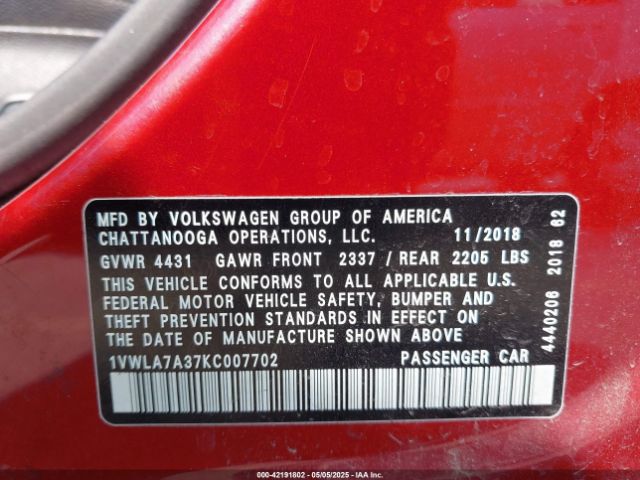 MFD BY VOLKSWAGEN GROUP OF AMERICA
CHATTANOOGA OPERATIONS, LLC. 11/2018
GVWR 4431 GAWR FRONT 2337 / REAR 2205 LBS
THIS VEHICLE CONFORMS TO ALL APPLICABLE U.S.
FEDERAL MOTOR VEHICLE SAFETY, BUMPER AND
THEFT PREVENTION STANDARDS IN EFFECT ON
THE DATE OF MANUFACTURE SHOWN ABOVE
1VWLA7A37KC007702 PASSENGER CAR
4440206 2018 62
000-42191802 - 05/05/2025 - IAA Inc.